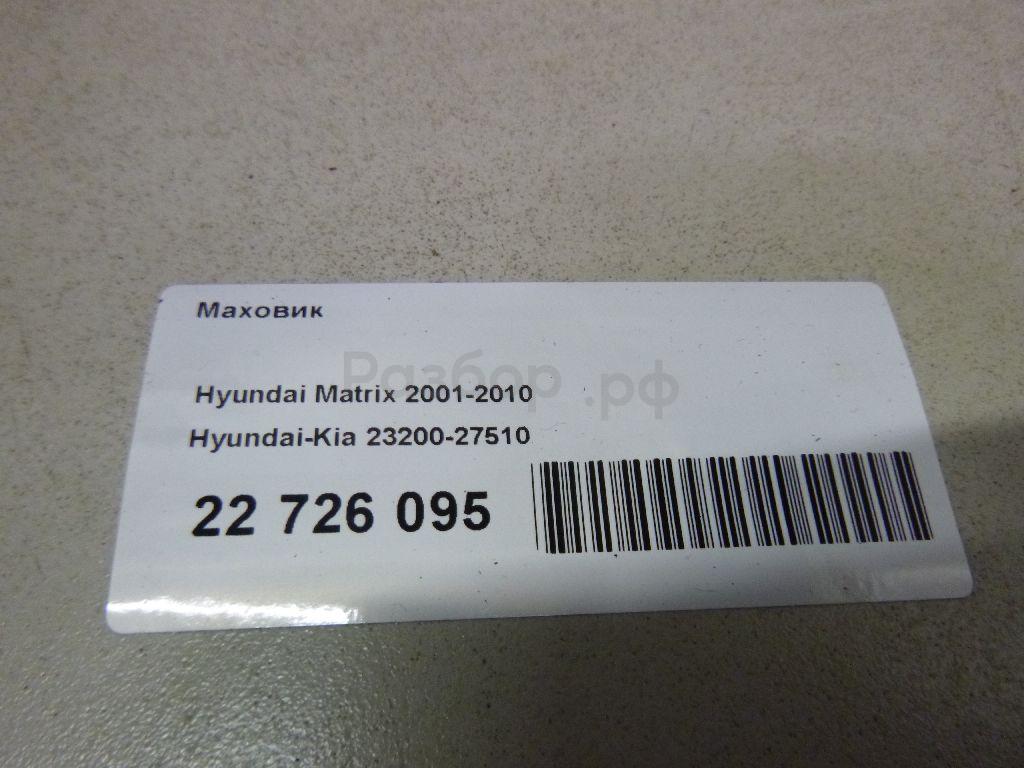 Маховик
Разбор.рф
Hyundai Matrix 2001-2010
Hyundai-Kia 23200-27510
22 726 095